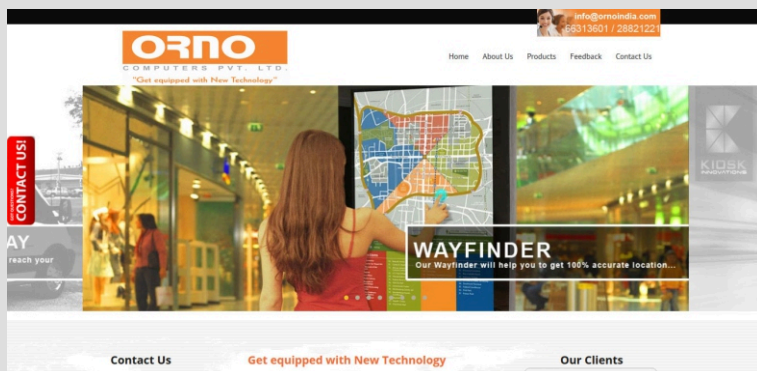 info@ornoindia.com
66313601 / 28821221
ORNO
COMPUTERS PVT. LTD.
"Get equipped with New Technology"
Home About Us Products Feedback Contact Us
CONTACT US!
KIOSK
INNOVATIONS
AY
reach your
WAYFINDER
Our Wayfinder will help you to get 100% accurate location...
Contact Us
Get equipped with New Technology
Our Clients